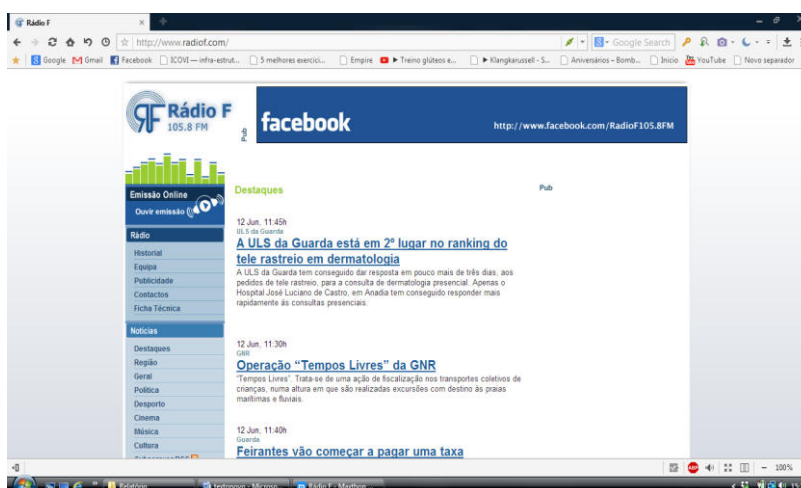 Rádio F
http://www.radiof.com/
Google Search
Google
Gmail
Facebook
ICOVI — infra-estrut...
5 melhores exercíci...
Empire
► Treino glúteos e...
► Klangkarussell - S...
Aniversários – Bomb...
Inicio
YouTube
Novo separador
Rádio F
105.8 FM
Pub
facebook
http://www.facebook.com/RadioF105.8FM
Emissão Online
Ouvir emissão
Rádio
Historial
Equipa
Publicidade
Contactos
Ficha Técnica
Notícias
Destaques
Região
Geral
Política
Desporto
Cinema
Música
Cultura
Destaques
Pub
12 Jun, 11:45h
ULS da Guarda
A ULS da Guarda está em 2º lugar no ranking do
tele rastreio em dermatologia
A ULS da Guarda tem conseguido dar resposta em pouco mais de três dias, aos
pedidos de tele rastreio, para a consulta de dermatologia presencial. Apenas o
Hospital José Luciano de Castro, em Anadia tem conseguido responder mais
rapidamente ás consultas presenciais.
12 Jun, 11:30h
GNR
Operação “Tempos Livres” da GNR
“Tempos Livres”. Trata-se de uma ação de fiscalização nos transportes coletivos de
crianças, numa altura em que são realizadas excursões com destino às praias
marítimas e fluviais.
12 Jun, 11:40h
Guarda
Feirantes vão começar a pagar uma taxa
100%
Relatório
textonovo - Microso...
Rádio F - Maxthon ...